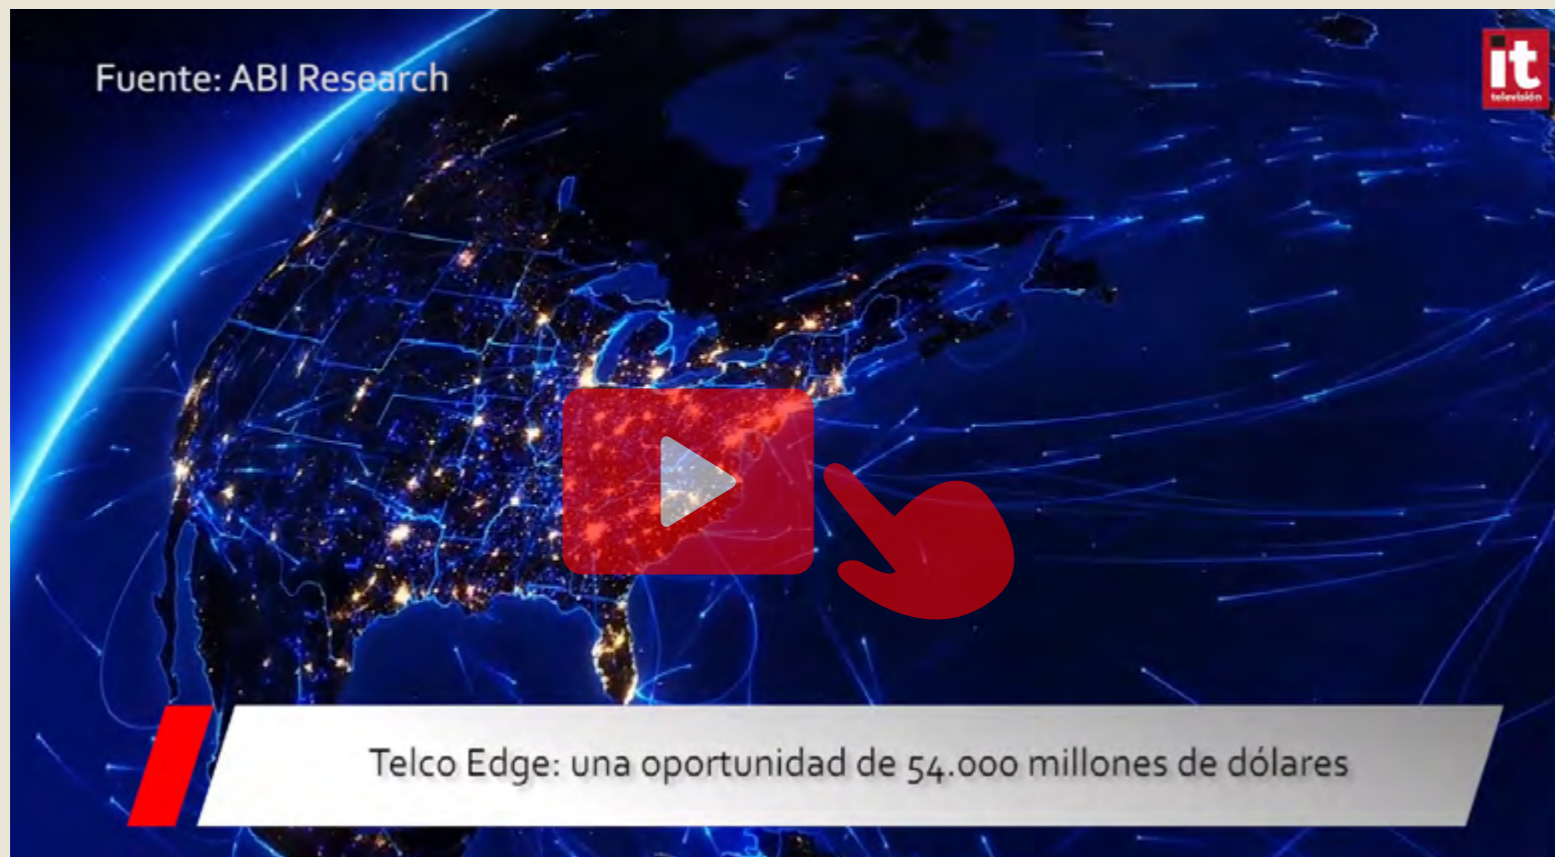 Fuente: ABI Research
it
televisión
Telco Edge: una oportunidad de 54.000 millones de dólares